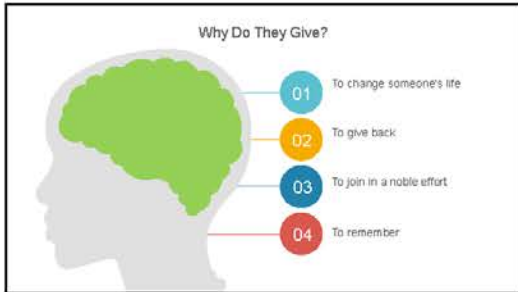 Why Do They Give?
01 To change someone's life
02 To give back
03 To join in a noble effort
04 To remember